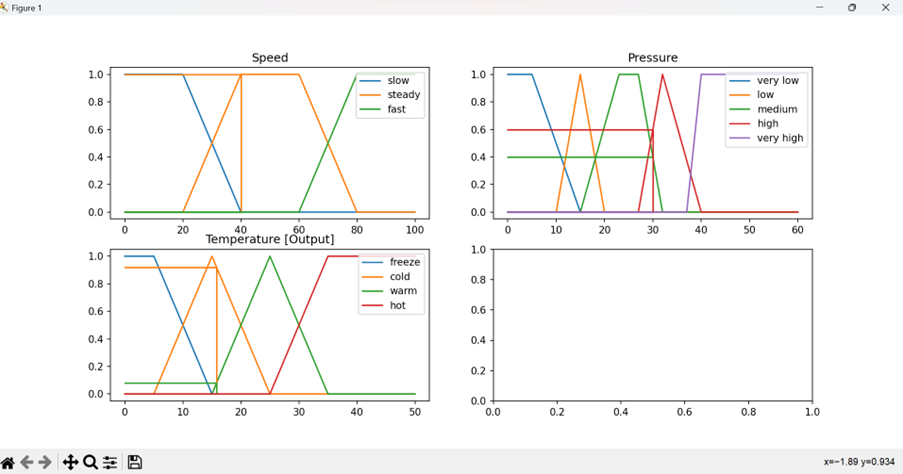 Figure 1
Speed
1.0
0.8
0.6
0.4
0.2
0.0
0 20 40 60 80 100
slow
steady
fast
Pressure
1.0
0.8
0.6
0.4
0.2
0.0
0 10 20 30 40 50 60
very low
low
medium
high
very high
Temperature [Output]
1.0
0.8
0.6
0.4
0.2
0.0
0 10 20 30 40 50
freeze
cold
warm
hot
1.0
0.8
0.6
0.4
0.2
0.0
0.0 0.2 0.4 0.6 0.8 1.0
x=−1.89 y=0.934